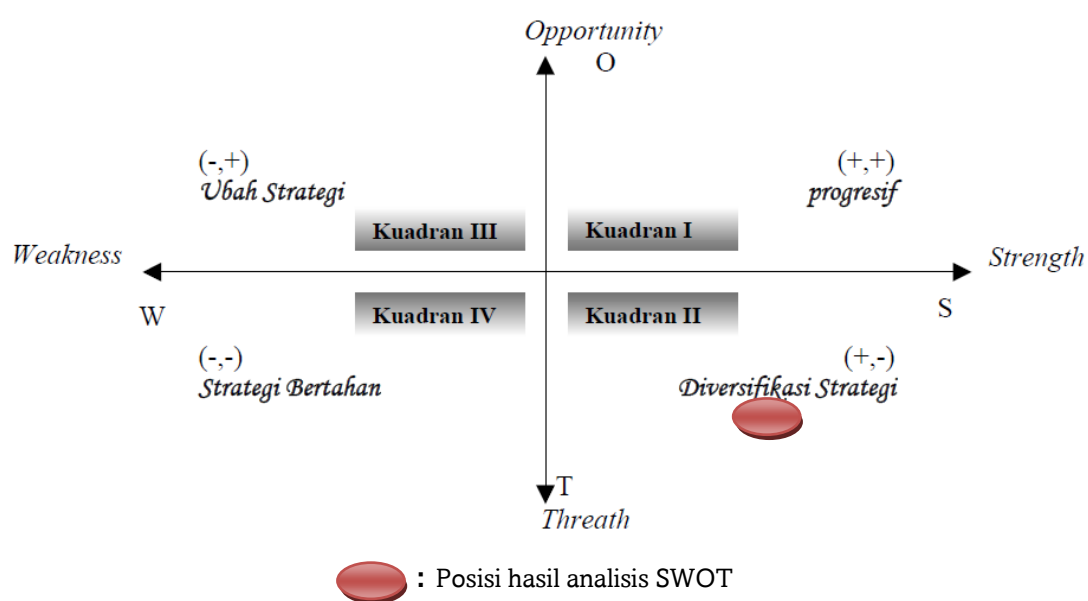 Opportunity
O
(-,+)
Ubah Strategi
(+,+)
progresif
Kuadran III
Kuadran I
Weakness
Strength
W
Kuadran IV
Kuadran II
S
(-,-)
Strategi Bertahan
(+,-)
Diversifikasi Strategi
T
Threath
: Posisi hasil analisis SWOT